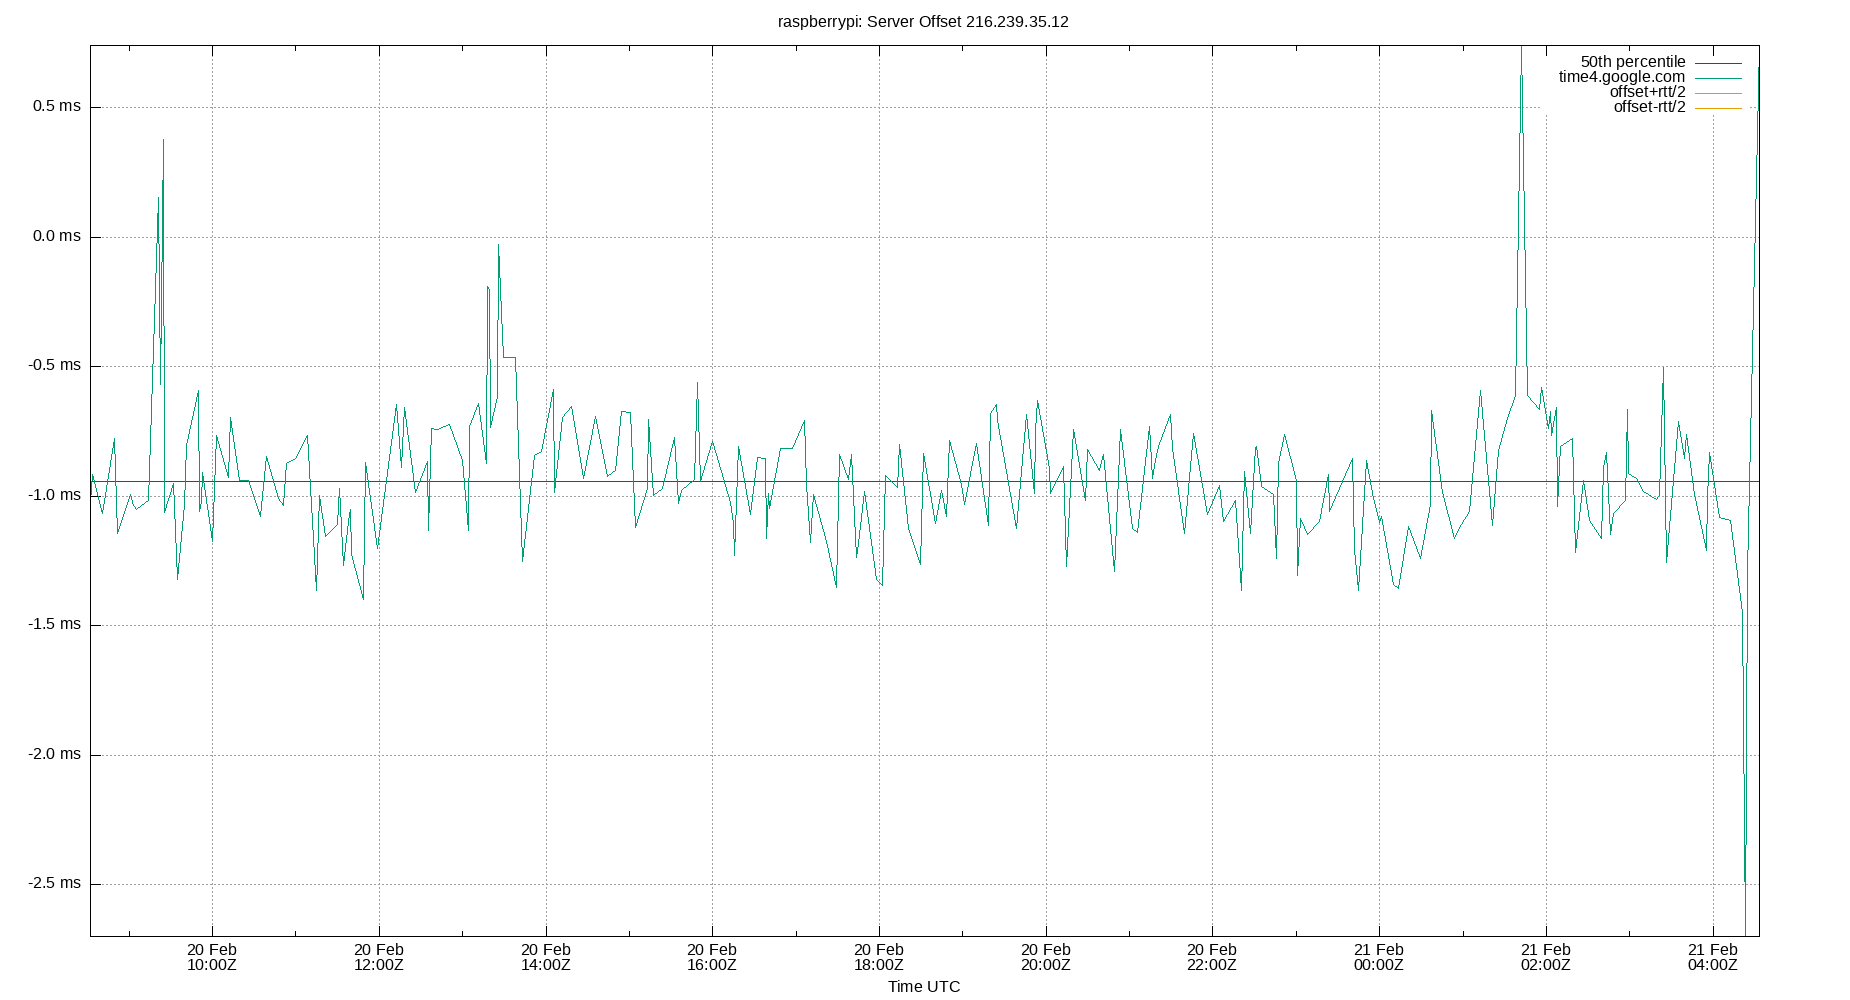 raspberrypi: Server Offset 216.239.35.12
50th percentile
time4.google.com
offset+rtt/2
offset-rtt/2
0.5 ms
0.0 ms
-0.5 ms
-1.0 ms
-1.5 ms
-2.0 ms
-2.5 ms
20 Feb 20 Feb 20 Feb 20 Feb 20 Feb 20 Feb 20 Feb 21 Feb 21 Feb 21 Feb
10:00Z 12:00Z 14:00Z 16:00Z 18:00Z 20:00Z 22:00Z 00:00Z 02:00Z 04:00Z
Time UTC